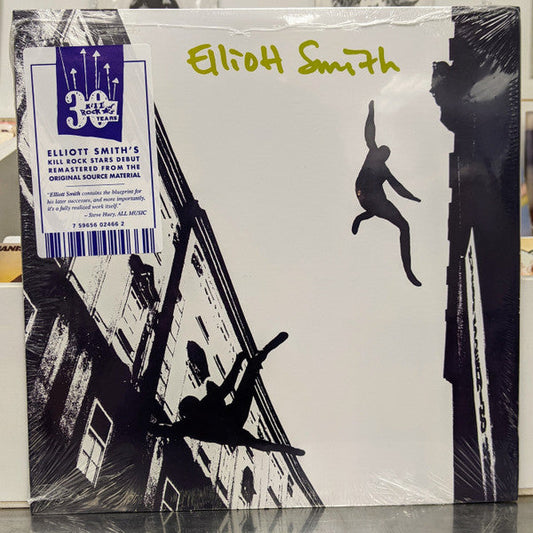 Elliott Smith
30
KILL
ROCK
YEARS
ELLIOTT SMITH'S
KILL ROCK STARS DEBUT
REMASTERED FROM THE
ORIGINAL SOURCE MATERIAL
"Elliott Smith contains the blueprint for
his later successes, and more importantly,
it's a fully realized work itself."
– Steve Huey, ALL MUSIC
7 59656 02466 2